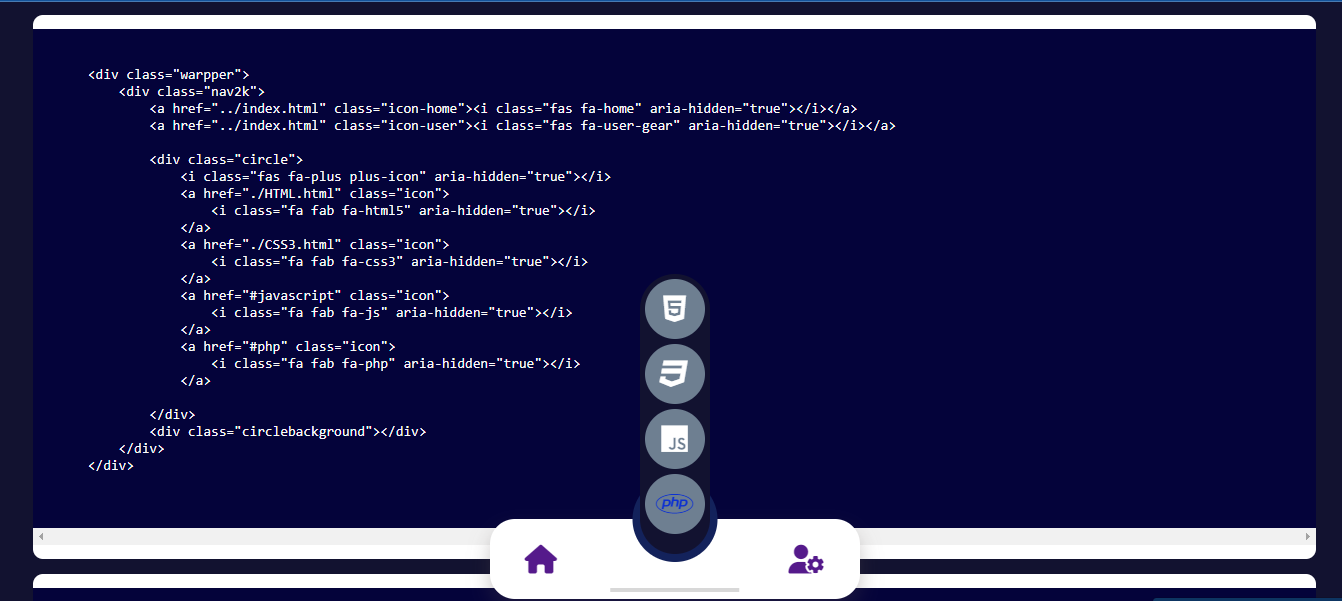 <div class="warpper">
    <div class="nav2k">
        <a href="../index.html" class="icon-home"><i class="fas fa-home" aria-hidden="true"></i></a>
        <a href="../index.html" class="icon-user"><i class="fas fa-user-gear" aria-hidden="true"></i></a>
        <div class="circle">
            <i class="fas fa-plus plus-icon" aria-hidden="true"></i>
            <a href="./HTML.html" class="icon">
                <i class="fa fab fa-html5" aria-hidden="true"></i>
            </a>
            <a href="./CSS3.html" class="icon">
                <i class="fa fab fa-css3" aria-hidden="true"></i>
            </a>
            <a href="#javascript" class="icon">
                <i class="fa fab fa-js" aria-hidden="true"></i>
            </a>
            <a href="#php" class="icon">
                <i class="fa fab fa-php" aria-hidden="true"></i>
            </a>
        </div>
        <div class="circlebackground"></div>
    </div>
</div>
5
JS
php